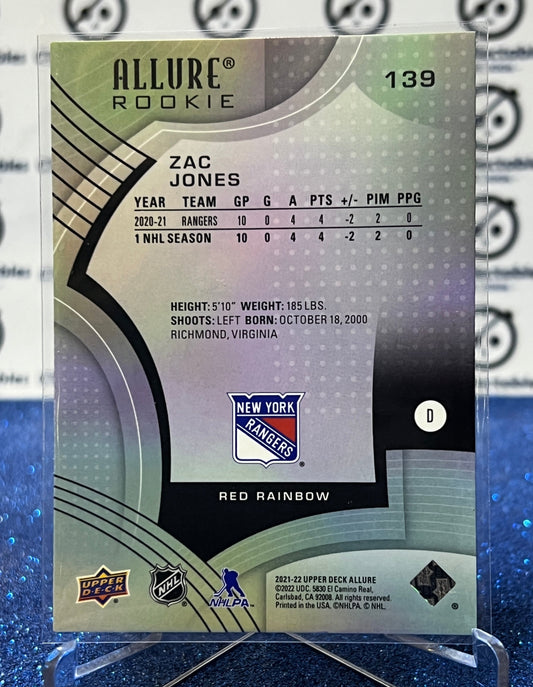 ALLURE®
ROOKIE
139
ZAC
JONES
YEAR TEAM GP G A PTS +/- PIM PPG
2020-21 RANGERS 10 0 4 4 -2 2 0
1 NHL SEASON 10 0 4 4 -2 2 0
HEIGHT: 5'10" WEIGHT: 185 LBS.
SHOOTS: LEFT BORN: OCTOBER 18, 2000
RICHMOND, VIRGINIA
NEW YORK
RANGERS
®
D
RED RAINBOW
UPPER
DECK
NHL
NHLPA
2021-22 UPPER DECK ALLURE
©2022 UDC. 5830 El Camino Real,
Carlsbad, CA 92008. All rights reserved.
Printed in the USA. ©NHLPA. © NHL.
®